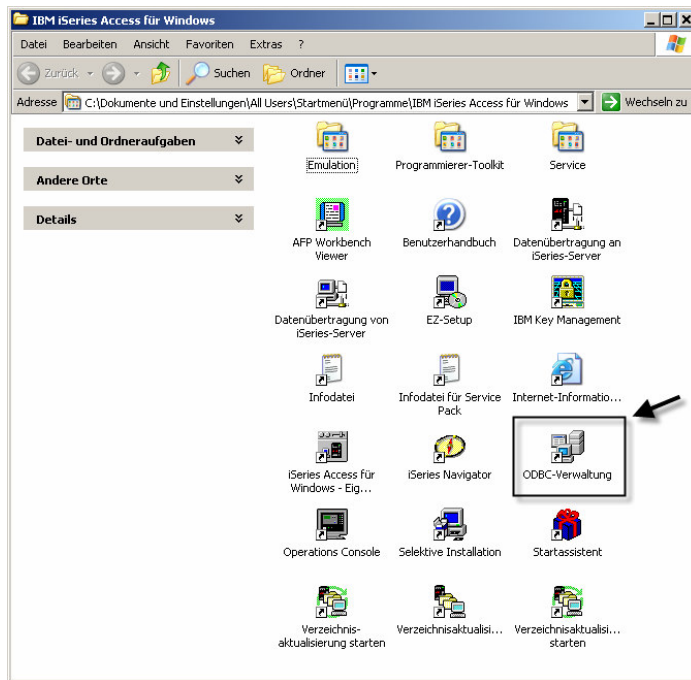 IBM iSeries Access für Windows
Datei Bearbeiten Ansicht Favoriten Extras ?
Zurück Suchen Ordner
Adresse C:\Dokumente und Einstellungen\All Users\Startmenü\Programme\IBM iSeries Access für Windows Wechseln zu
Datei- und Ordneraufgaben
Andere Orte
Details
Emulation Programmierer-Toolkit Service
AFP Workbench Benutzerhandbuch Datenübertragung an
Viewer iSeries-Server
Datenübertragung von EZ-Setup IBM Key Management
iSeries-Server
Infodatei Infodatei für Service Internet-Informatio...
Pack
iSeries Access für iSeries Navigator ODBC-Verwaltung
Windows - Eig...
Operations Console Selektive Installation Startassistent
Verzeichnis- Verzeichnisaktualisi... Verzeichnisaktualisi...
aktualisierung starten starten